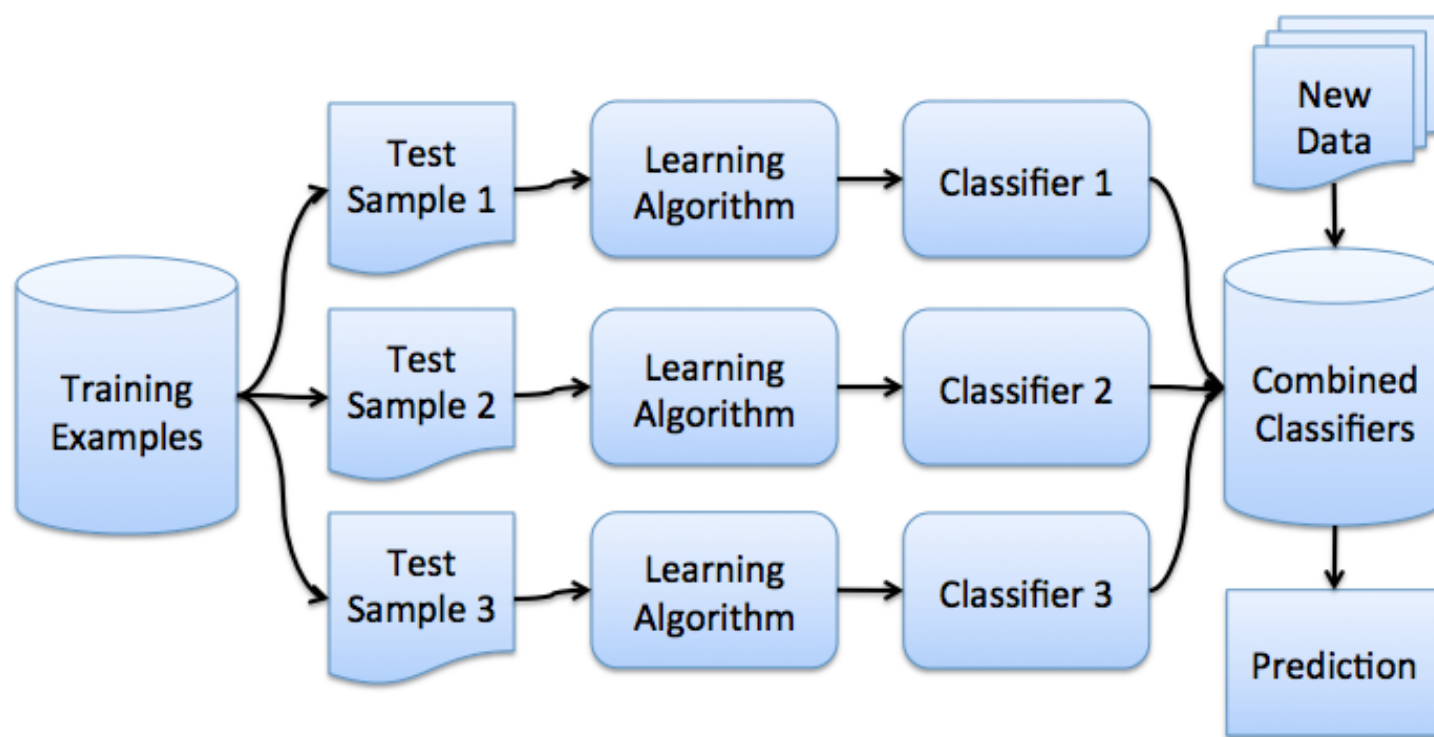 Training
Examples
Test
Sample 1
Learning
Algorithm
Classifier 1
Test
Sample 2
Learning
Algorithm
Classifier 2
Test
Sample 3
Learning
Algorithm
Classifier 3
New
Data
Combined
Classifiers
Prediction